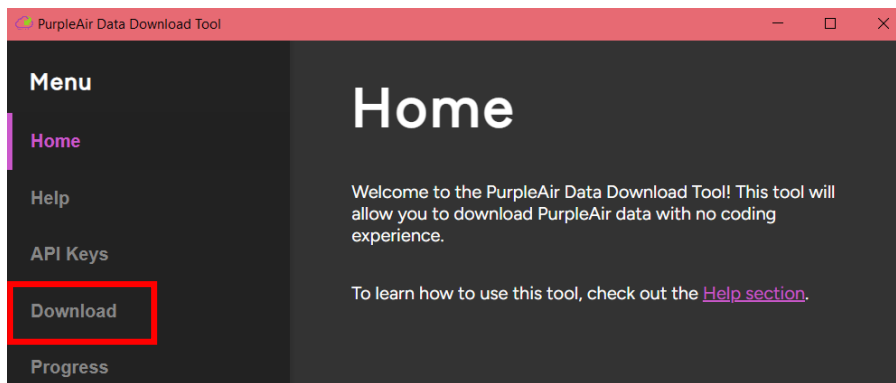 PurpleAir Data Download Tool
Menu
Home
Help
API Keys
Download
Progress
Home
Welcome to the PurpleAir Data Download Tool! This tool will
allow you to download PurpleAir data with no coding
experience.
To learn how to use this tool, check out the Help section.